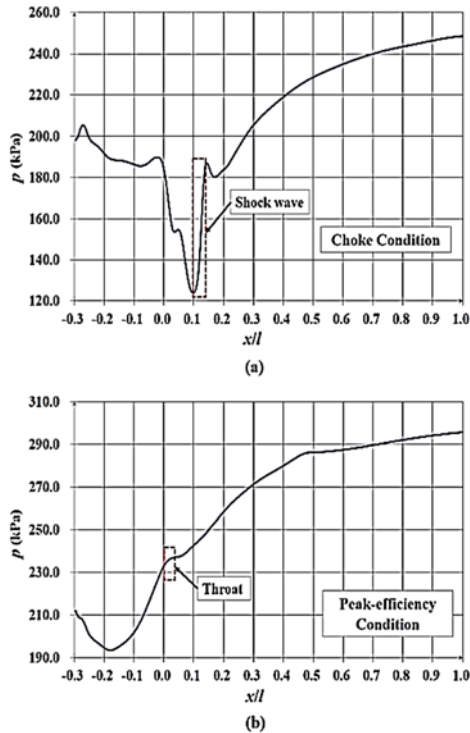 260.0
240.0
220.0
200.0
180.0
160.0
140.0
120.0
p (kPa)
Shock wave
Choke Condition
-0.3 -0.2 -0.1 0.0 0.1 0.2 0.3 0.4 0.5 0.6 0.7 0.8 0.9 1.0
x/l
(a)
310.0
290.0
270.0
250.0
230.0
210.0
190.0
p (kPa)
Throat
Peak-efficiency
Condition
-0.3 -0.2 -0.1 0.0 0.1 0.2 0.3 0.4 0.5 0.6 0.7 0.8 0.9 1.0
x/l
(b)